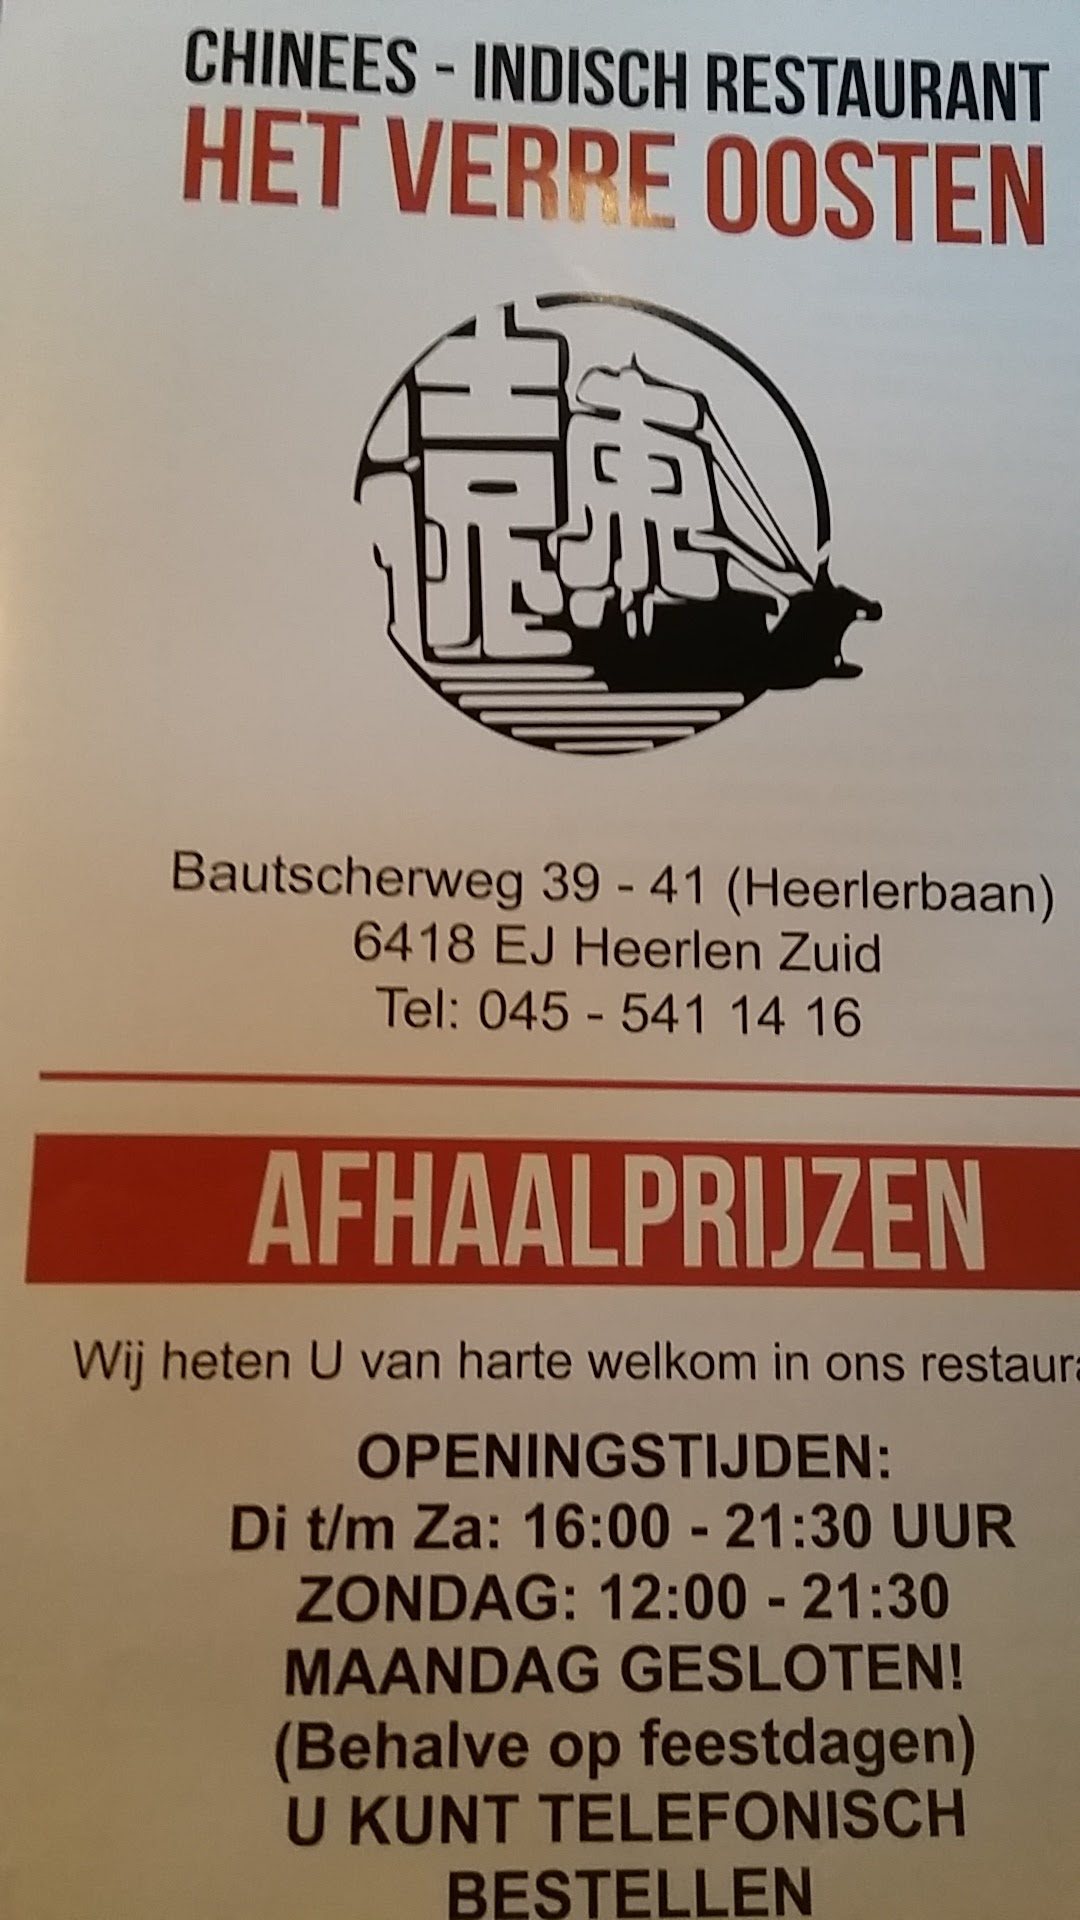 CHINEES - INDISCH RESTAURANT
HET VERRE OOSTEN
遠東
Bautscherweg 39 - 41 (Heerlerbaan)
6418 EJ Heerlen Zuid
Tel: 045 - 541 14 16
AFHAALPRIJZEN
Wij heten U van harte welkom in ons restaura
OPENINGSTIJDEN:
Di t/m Za: 16:00 - 21:30 UUR
ZONDAG: 12:00 - 21:30
MAANDAG GESLOTEN!
(Behalve op feestdagen)
U KUNT TELEFONISCH
BESTELLEN